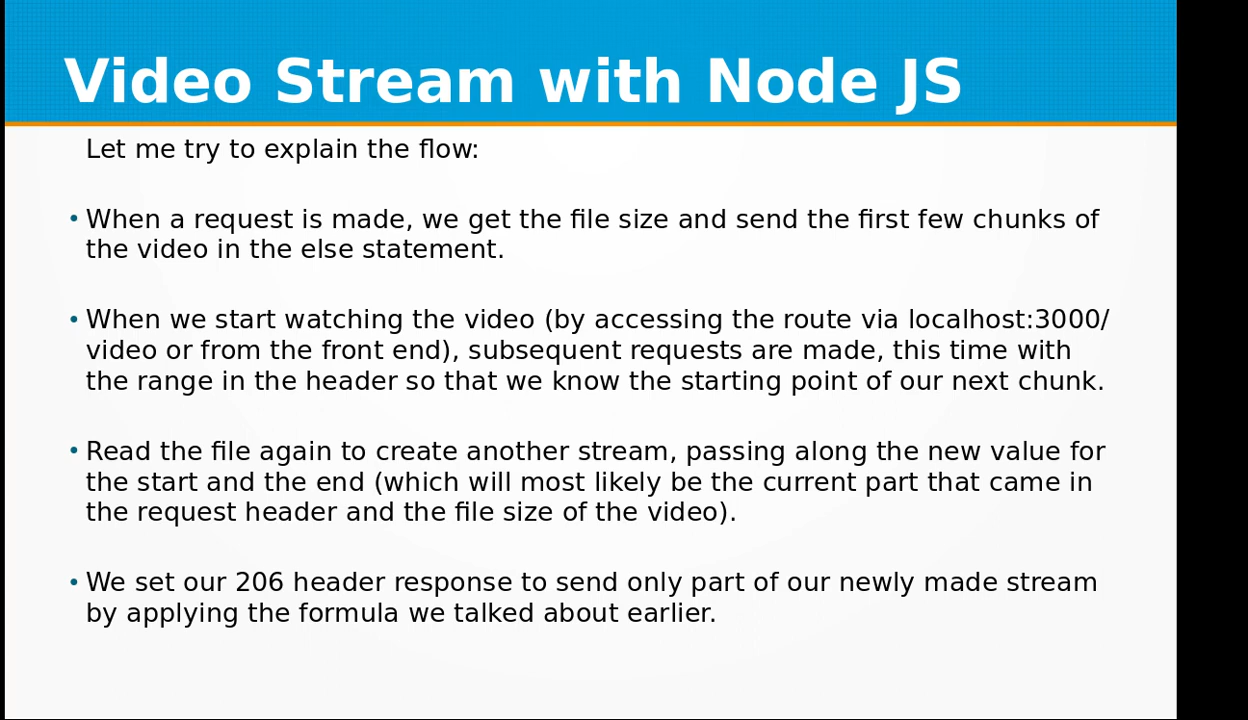 Video Stream with Node JS
Let me try to explain the flow:
• When a request is made, we get the file size and send the first few chunks of
the video in the else statement.
• When we start watching the video (by accessing the route via localhost:3000/
video or from the front end), subsequent requests are made, this time with
the range in the header so that we know the starting point of our next chunk.
• Read the file again to create another stream, passing along the new value for
the start and the end (which will most likely be the current part that came in
the request header and the file size of the video).
• We set our 206 header response to send only part of our newly made stream
by applying the formula we talked about earlier.